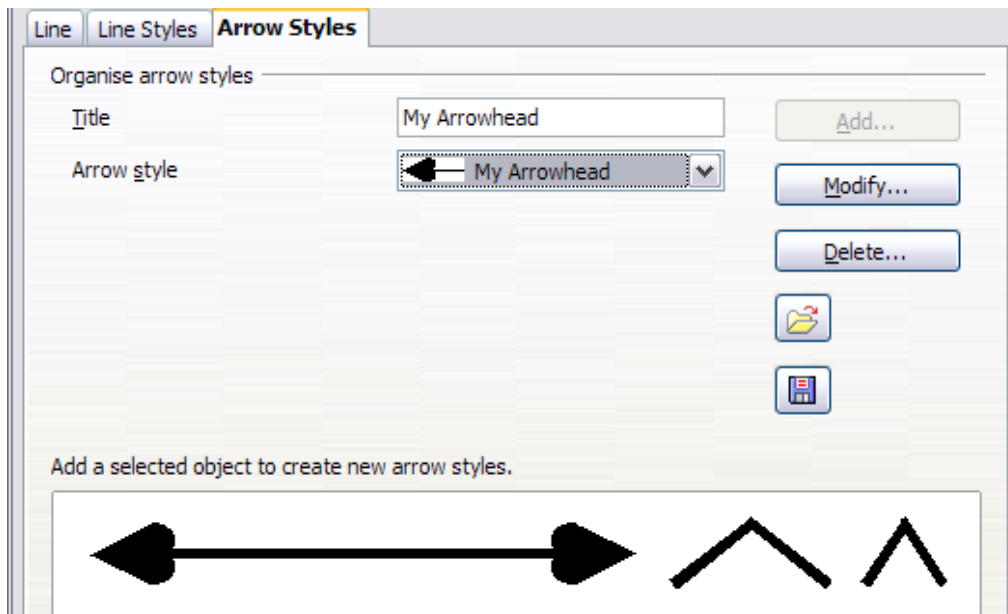 Line Line Styles Arrow Styles
Organise arrow styles
Title My Arrowhead Add...
Arrow style My Arrowhead Modify...
Delete...
Add a selected object to create new arrow styles.